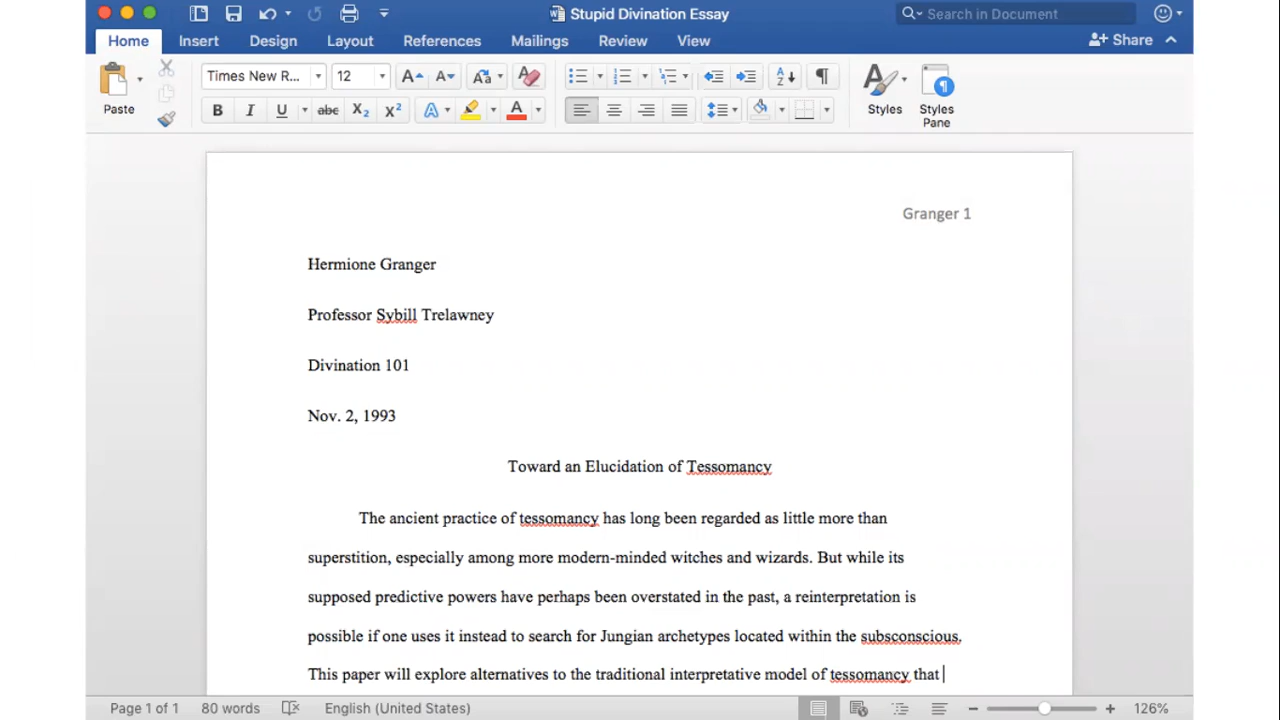 Stupid Divination Essay
Search in Document
Home Insert Design Layout References Mailings Review View
Share
Paste
Times New R... 12
Styles
Styles Pane
B I U abc X₂ X²
Granger 1
Hermione Granger
Professor Sybill Trelawney
Divination 101
Nov. 2, 1993
Toward an Elucidation of Tessomancy
The ancient practice of tessomancy has long been regarded as little more than
superstition, especially among more modern-minded witches and wizards. But while its
supposed predictive powers have perhaps been overstated in the past, a reinterpretation is
possible if one uses it instead to search for Jungian archetypes located within the subsconscious.
This paper will explore alternatives to the traditional interpretative model of tessomancy that
Page 1 of 1 80 words English (United States) 126%